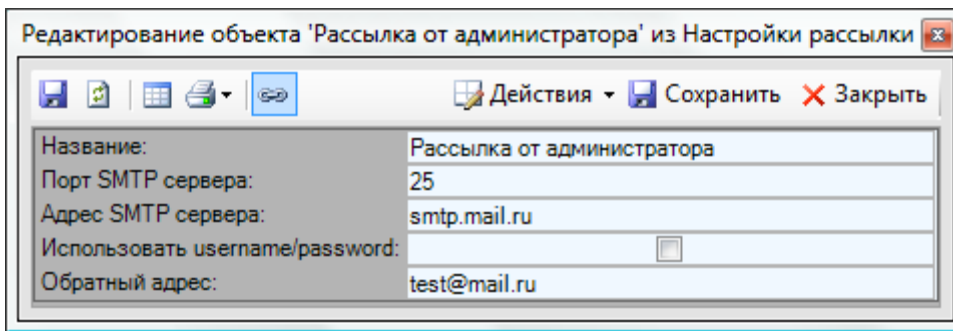 Редактирование объекта 'Рассылка от администратора' из Настройки рассылки
Действия Сохранить Закрыть
Название: Рассылка от администратора
Порт SMTP сервера: 25
Адрес SMTP сервера: smtp.mail.ru
Использовать username/password:
Обратный адрес: test@mail.ru